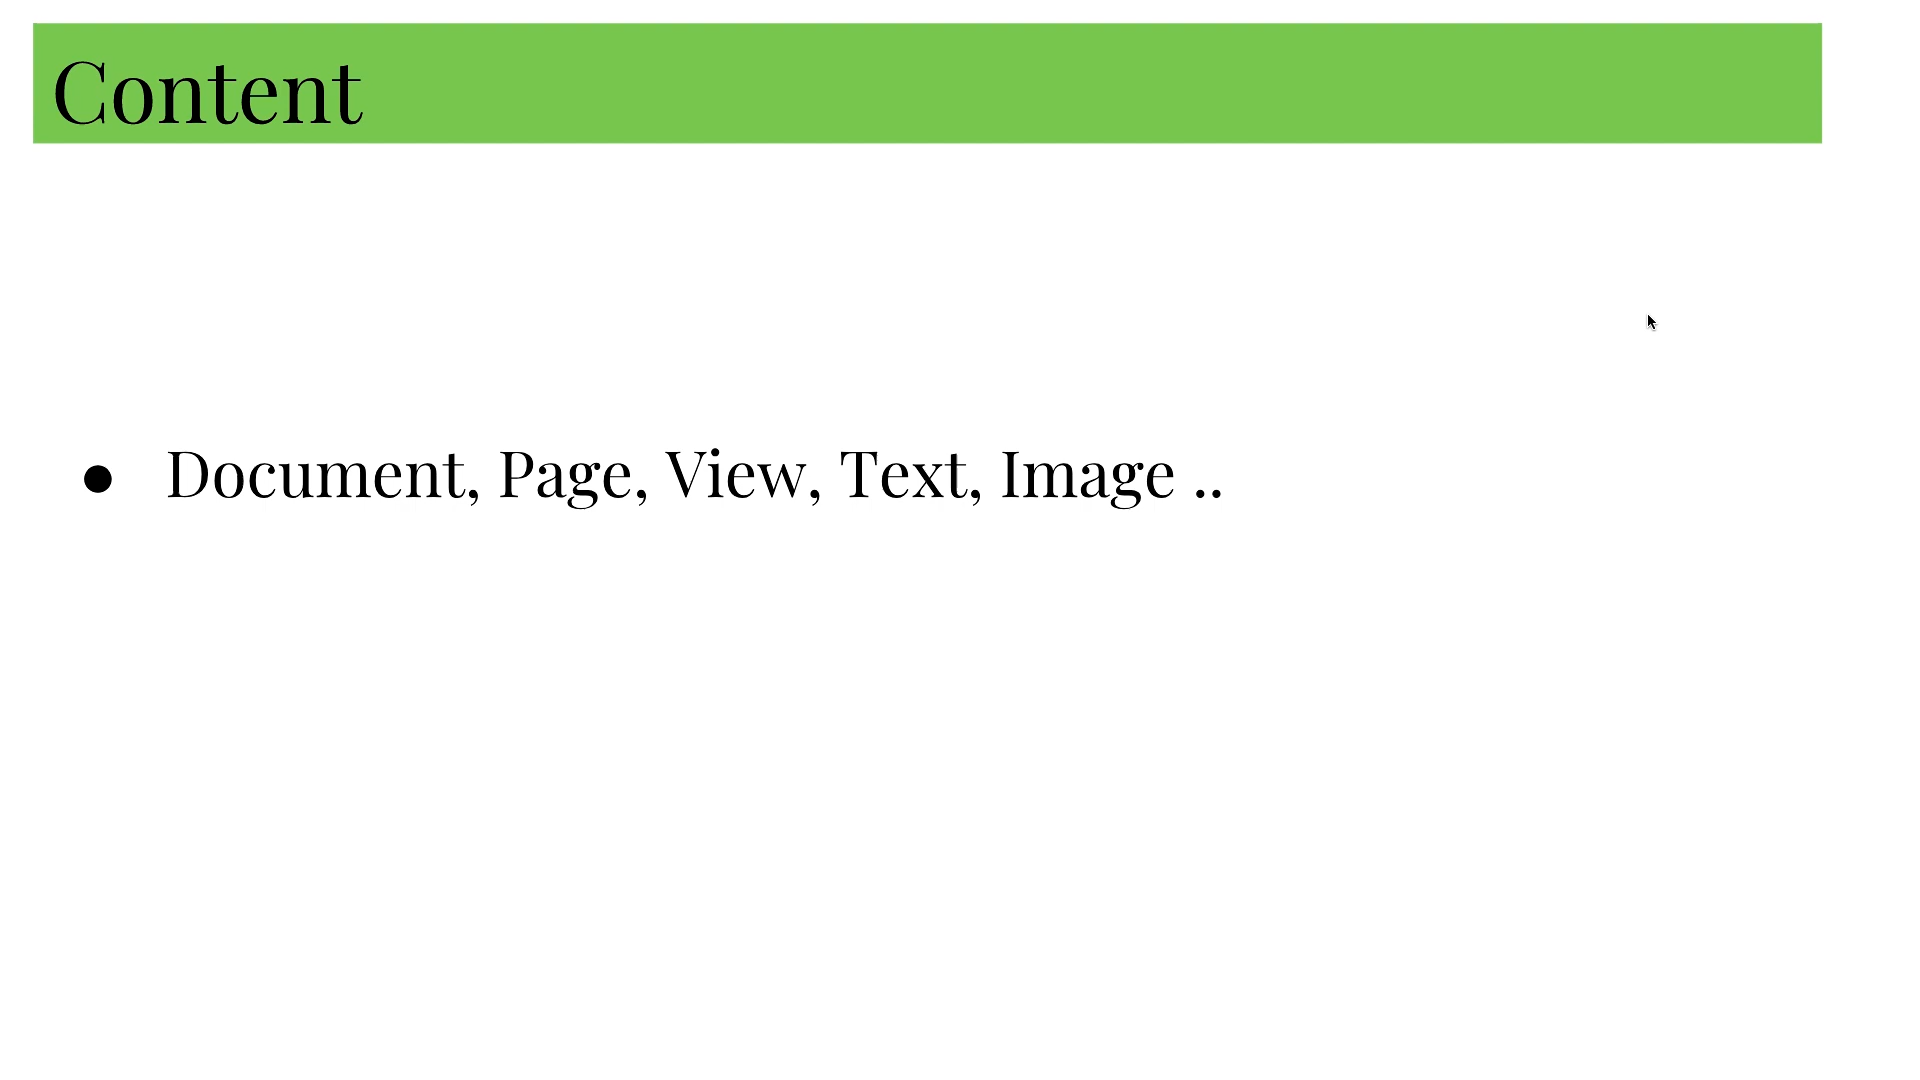 Content
● Document, Page, View, Text, Image ..